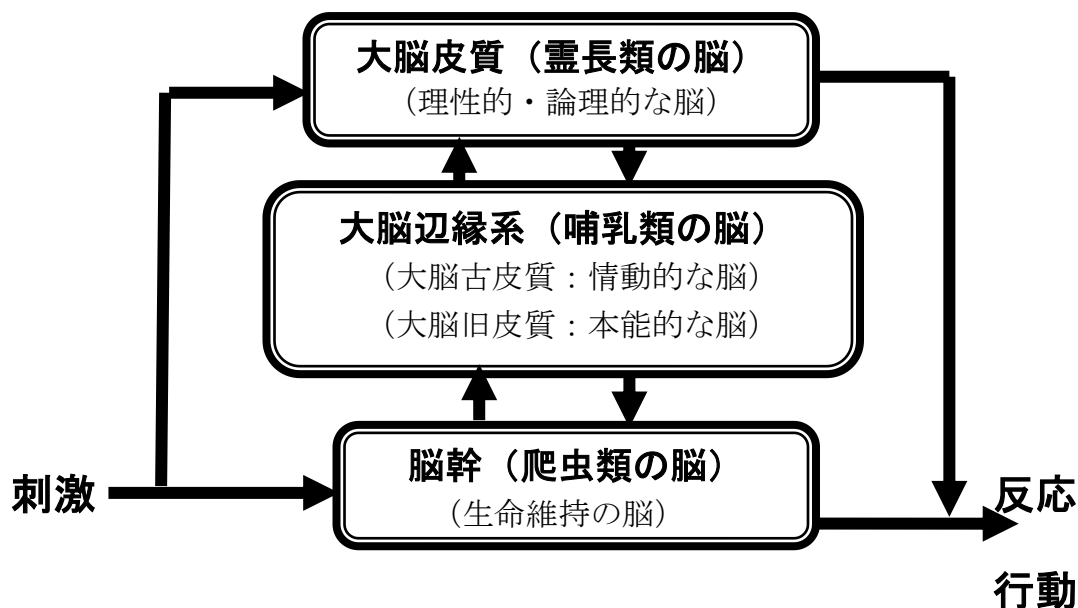 大脳皮質（霊長類の脳）
（理性的・論理的な脳）
大脳辺縁系（哺乳類の脳）
（大脳古皮質：情動的な脳）
（大脳旧皮質：本能的な脳）
脳幹（爬虫類の脳）
（生命維持の脳）
刺激
反応
行動